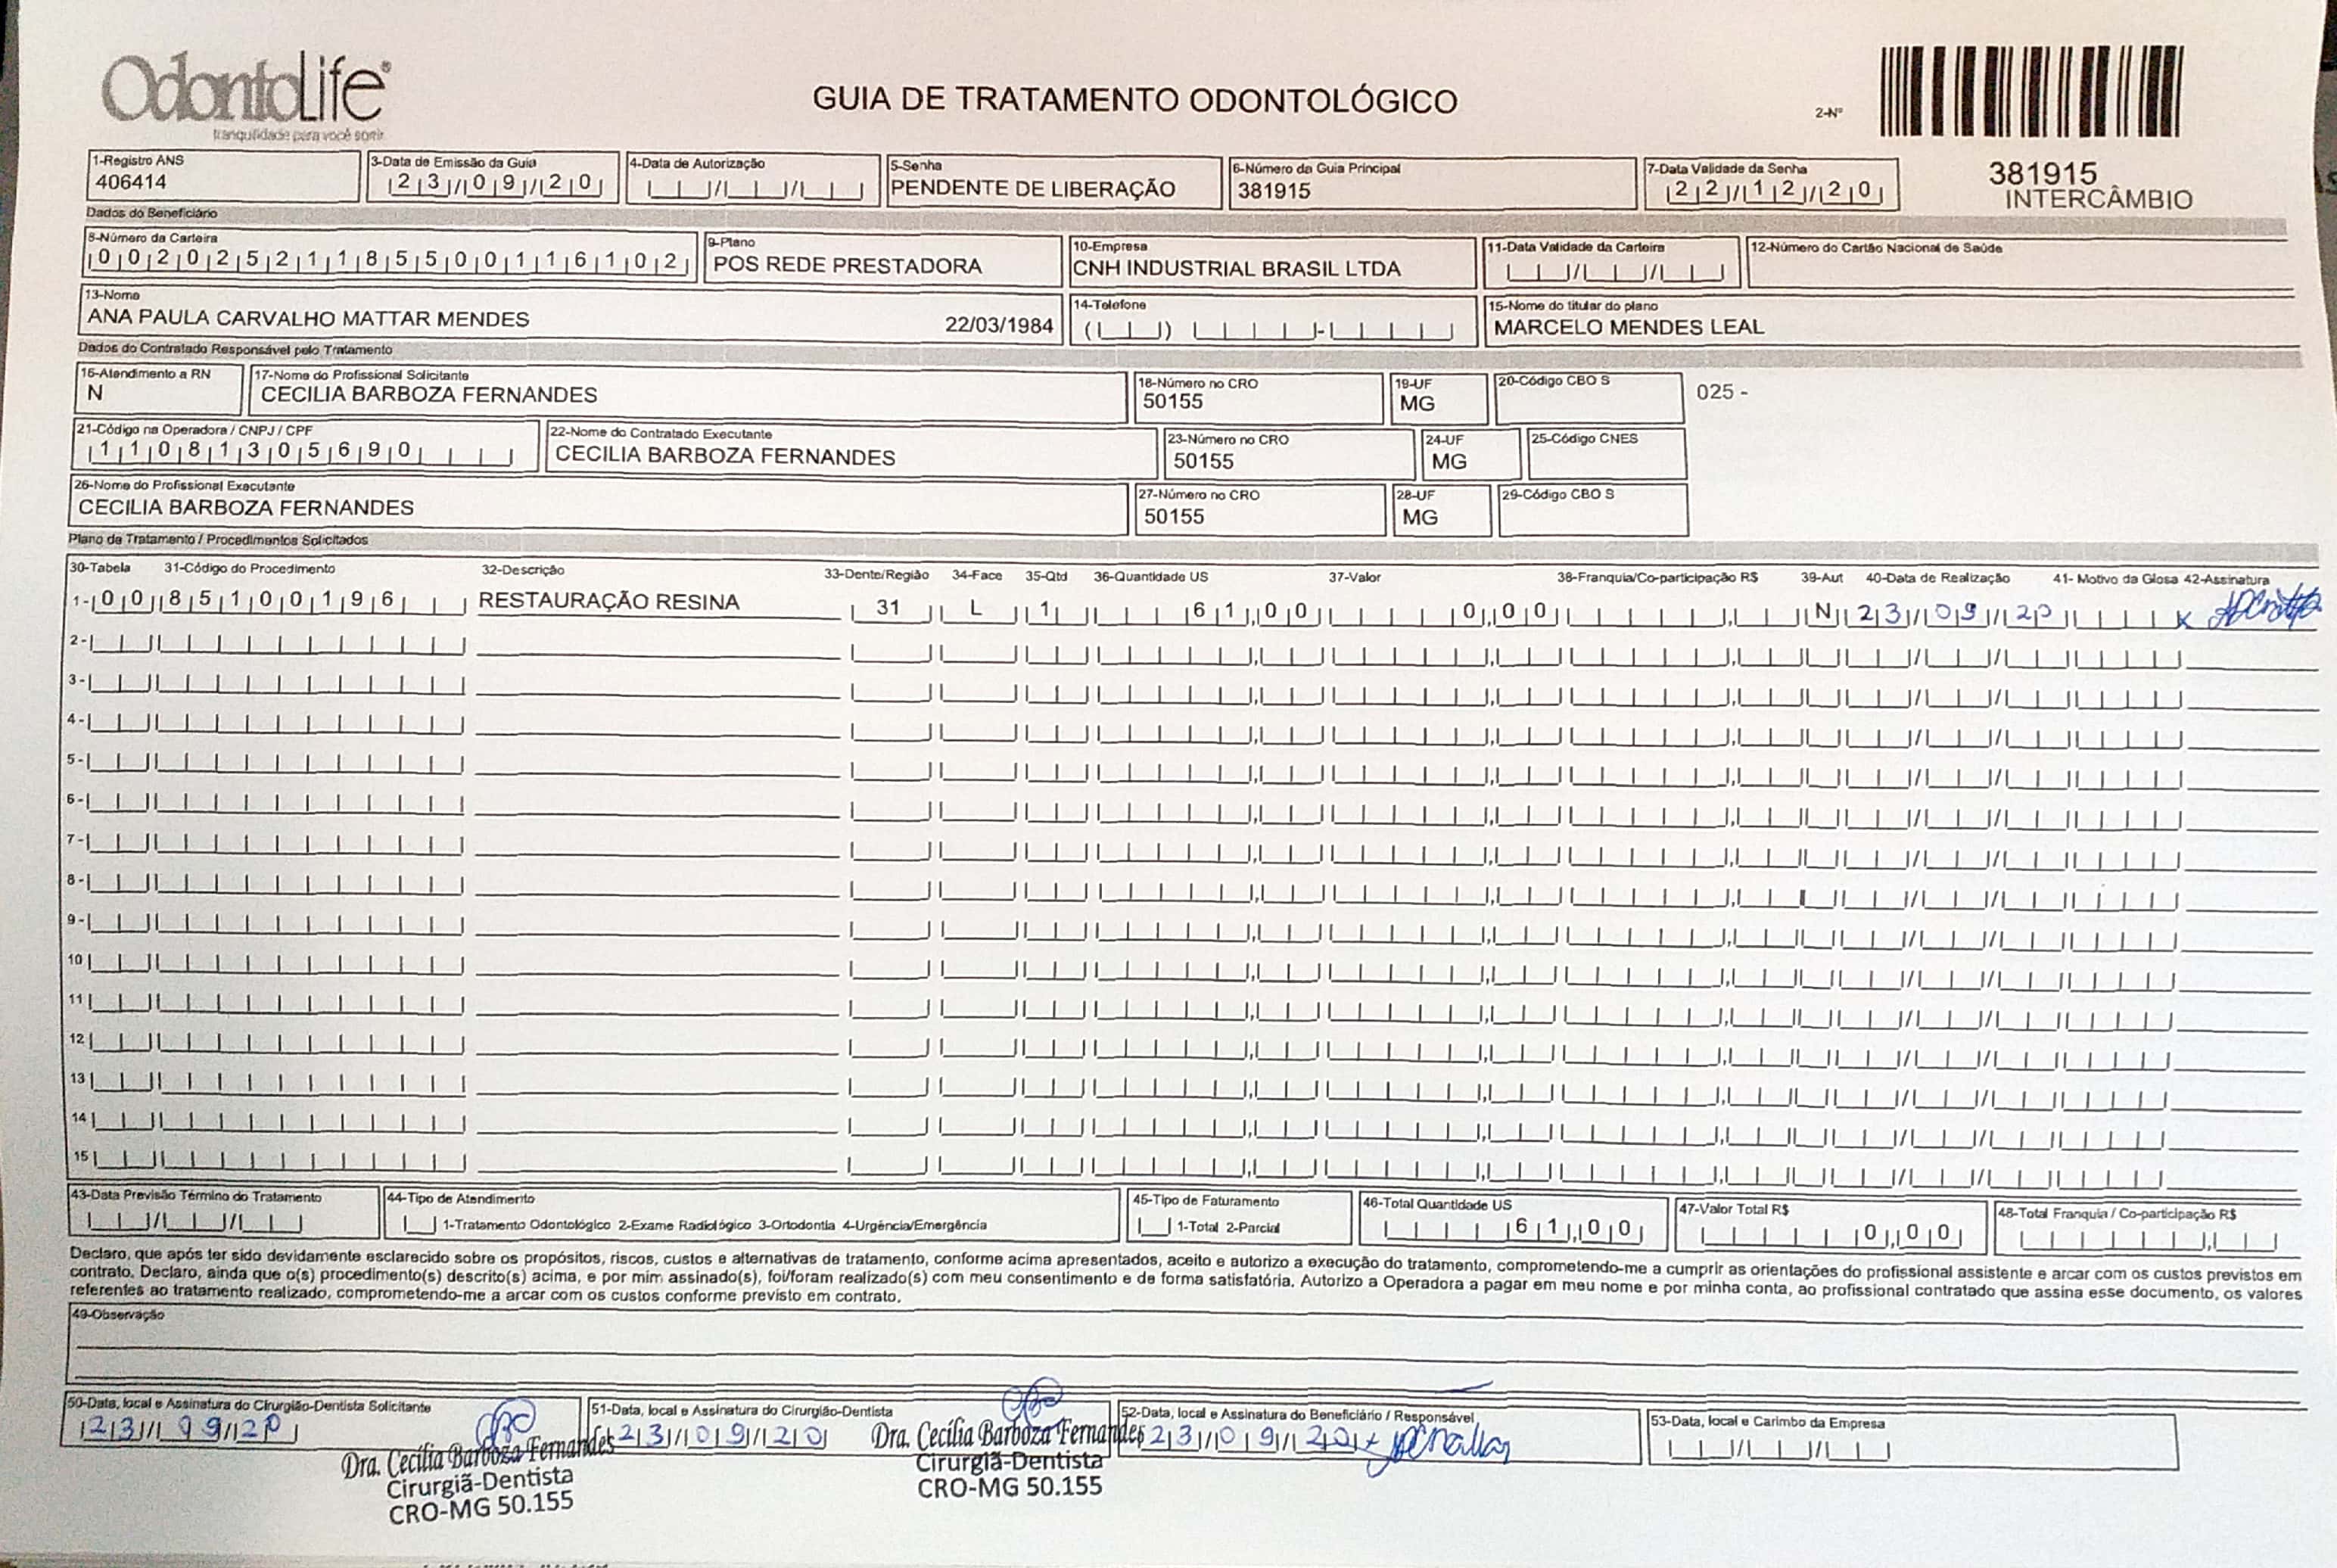 OdontoLife®
tranquilidade para você sorrir.
GUIA DE TRATAMENTO ODONTOLÓGICO
2-Nº
381915
INTERCÂMBIO
1-Registro ANS
406414
3-Data de Emissão da Guia
23/09/20
4-Data de Autorização
5-Senha
PENDENTE DE LIBERAÇÃO
6-Número da Guia Principal
381915
7-Data Validade da Senha
22/12/20
Dados do Beneficiário
8-Número da Carteira
00202521185500116102
9-Plano
POS REDE PRESTADORA
10-Empresa
CNH INDUSTRIAL BRASIL LTDA
11-Data Validade da Carteira
12-Número do Cartão Nacional de Saúde
13-Nome
ANA PAULA CARVALHO MATTAR MENDES 22/03/1984
14-Telefone
15-Nome do titular do plano
MARCELO MENDES LEAL
Dados do Contratado Responsável pelo Tratamento
16-Atendimento a RN
N
17-Nome do Profissional Solicitante
CECILIA BARBOZA FERNANDES
18-Número no CRO
50155
19-UF
MG
20-Código CBO S
025 -
21-Código na Operadora / CNPJ / CPF
11081305690
22-Nome do Contratado Executante
CECILIA BARBOZA FERNANDES
23-Número no CRO
50155
24-UF
MG
25-Código CNES
26-Nome do Profissional Executante
CECILIA BARBOZA FERNANDES
27-Número no CRO
50155
28-UF
MG
29-Código CBO S
Plano de Tratamento / Procedimentos Solicitados
30-Tabela 31-Código do Procedimento 32-Descrição 33-Dente/Região 34-Face 35-Qtd 36-Quantidade US 37-Valor 38-Franquia/Co-participação R$ 39-Aut 40-Data de Realização 41- Motivo da Glosa 42-Assinatura
1- 00 85100196 RESTAURAÇÃO RESINA 31 L 1 61,00 0,00 N 23/09/20 x
2-
3-
4-
5-
6-
7-
8-
9-
10
11
12
13
14
15
43-Data Previsão Término do Tratamento
44-Tipo de Atendimento
1-Tratamento Odontológico 2-Exame Radiológico 3-Ortodontia 4-Urgência/Emergência
45-Tipo de Faturamento
1-Total 2-Parcial
46-Total Quantidade US
61,00
47-Valor Total R$
0,00
48-Total Franquia / Co-participação R$
Declaro, que após ter sido devidamente esclarecido sobre os propósitos, riscos, custos e alternativas de tratamento, conforme acima apresentados, aceito e autorizo a execução do tratamento, comprometendo-me a cumprir as orientações do profissional assistente e arcar com os custos previstos em
contrato. Declaro, ainda que o(s) procedimento(s) descrito(s) acima, e por mim assinado(s), foi/foram realizado(s) com meu consentimento e de forma satisfatória. Autorizo a Operadora a pagar em meu nome e por minha conta, ao profissional contratado que assina esse documento, os valores
referentes ao tratamento realizado, comprometendo-me a arcar com os custos conforme previsto em contrato.
49-Observação
50-Data, local e Assinatura do Cirurgião-Dentista Solicitante
23/09/20
Dra. Cecília Barboza Fernandes
Cirurgiã-Dentista
CRO-MG 50.155
51-Data, local e Assinatura do Cirurgião-Dentista
23/09/20
Dra. Cecília Barboza Fernandes
Cirurgiã-Dentista
CRO-MG 50.155
52-Data, local e Assinatura do Beneficiário / Responsável
23/09/20 x
53-Data, local e Carimbo da Empresa